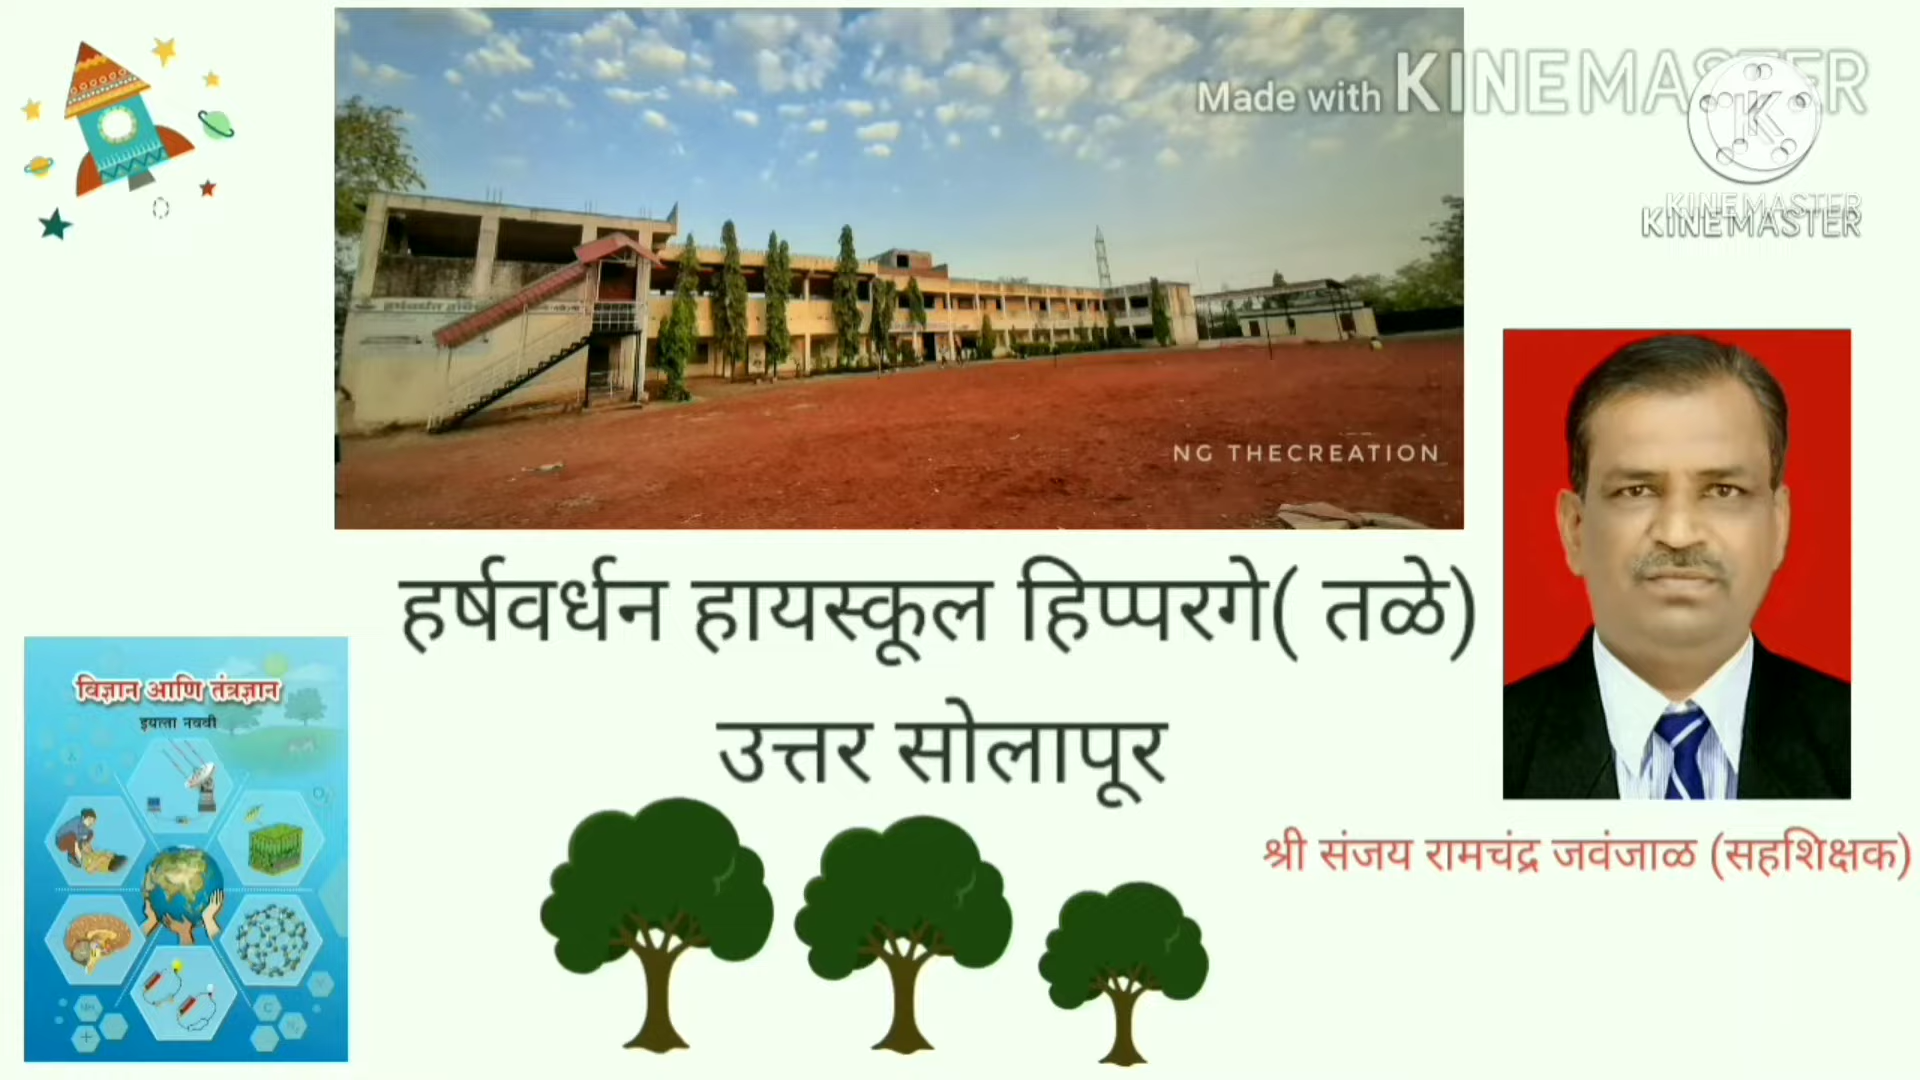 Made with KINEMASTER
KINEMASTER
NG THECREATION
हर्षवर्धन हायस्कूल हिप्परगे( तळे)
उत्तर सोलापूर
श्री संजय रामचंद्र जवंजाळ (सहशिक्षक)
विज्ञान आणि तंत्रज्ञान
इयत्ता नववी